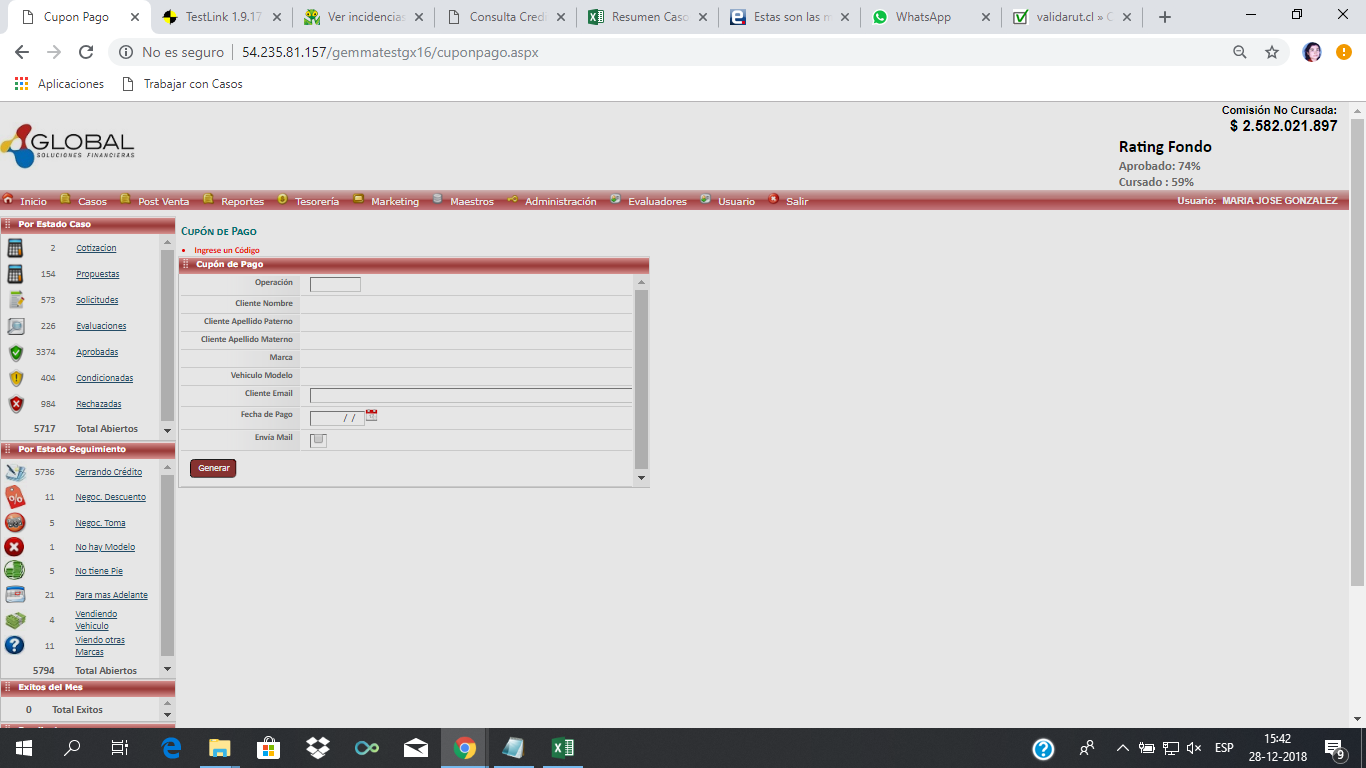 Cupon Pago
TestLink 1.9.17
Ver incidencias
Consulta Credi
Resumen Caso
Estas son las m
WhatsApp
validarut.cl » C
No es seguro
54.235.81.157/gemmatestgx16/cuponpago.aspx
Aplicaciones
Trabajar con Casos
GLOBAL
SOLUCIONES FINANCIERAS
Comisión No Cursada:
$ 2.582.021.897
Rating Fondo
Aprobado: 74%
Cursado : 59%
Inicio Casos Post Venta Reportes Tesorería Marketing Maestros Administración Evaluadores Usuario Salir
Usuario: MARIA JOSE GONZALEZ
Por Estado Caso
2 Cotizacion
154 Propuestas
573 Solicitudes
226 Evaluaciones
3374 Aprobadas
404 Condicionadas
984 Rechazadas
5717 Total Abiertos
Por Estado Seguimiento
5736 Cerrando Crédito
11 Negoc. Descuento
5 Negoc. Toma
1 No hay Modelo
5 No tiene Pie
21 Para mas Adelante
4 Vendiendo
Vehiculo
11 Viendo otras
Marcas
5794 Total Abiertos
Exitos del Mes
0 Total Exitos
Cupón de Pago
Ingrese un Código
Cupón de Pago
Operación
Cliente Nombre
Cliente Apellido Paterno
Cliente Apellido Materno
Marca
Vehiculo Modelo
Cliente Email
Fecha de Pago / /
Envía Mail
Generar
ESP
15:42
28-12-2018
9